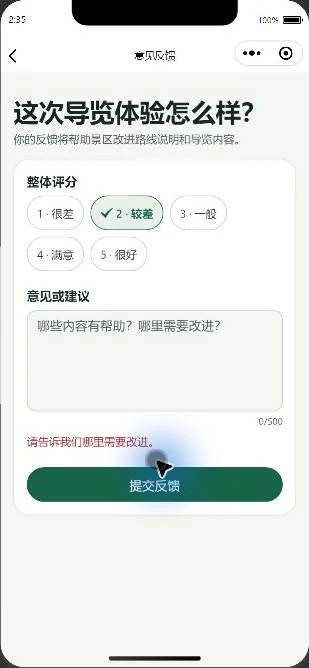 2:35
100%
意见反馈
这次导览体验怎么样？
你的反馈将帮助景区改进路线说明和导览内容。
整体评分
1 · 很差
✓ 2 · 较差
3 · 一般
4 · 满意
5 · 很好
意见或建议
哪些内容有帮助？哪里需要改进？
0/500
请告诉我们哪里需要改进。
提交反馈